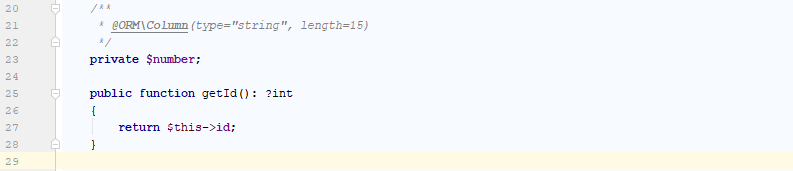 20 /**
21 * @ORM\Column(type="string", length=15)
22 */
23 private $number;
24
25 public function getId(): ?int
26 {
27 return $this->id;
28 }
29